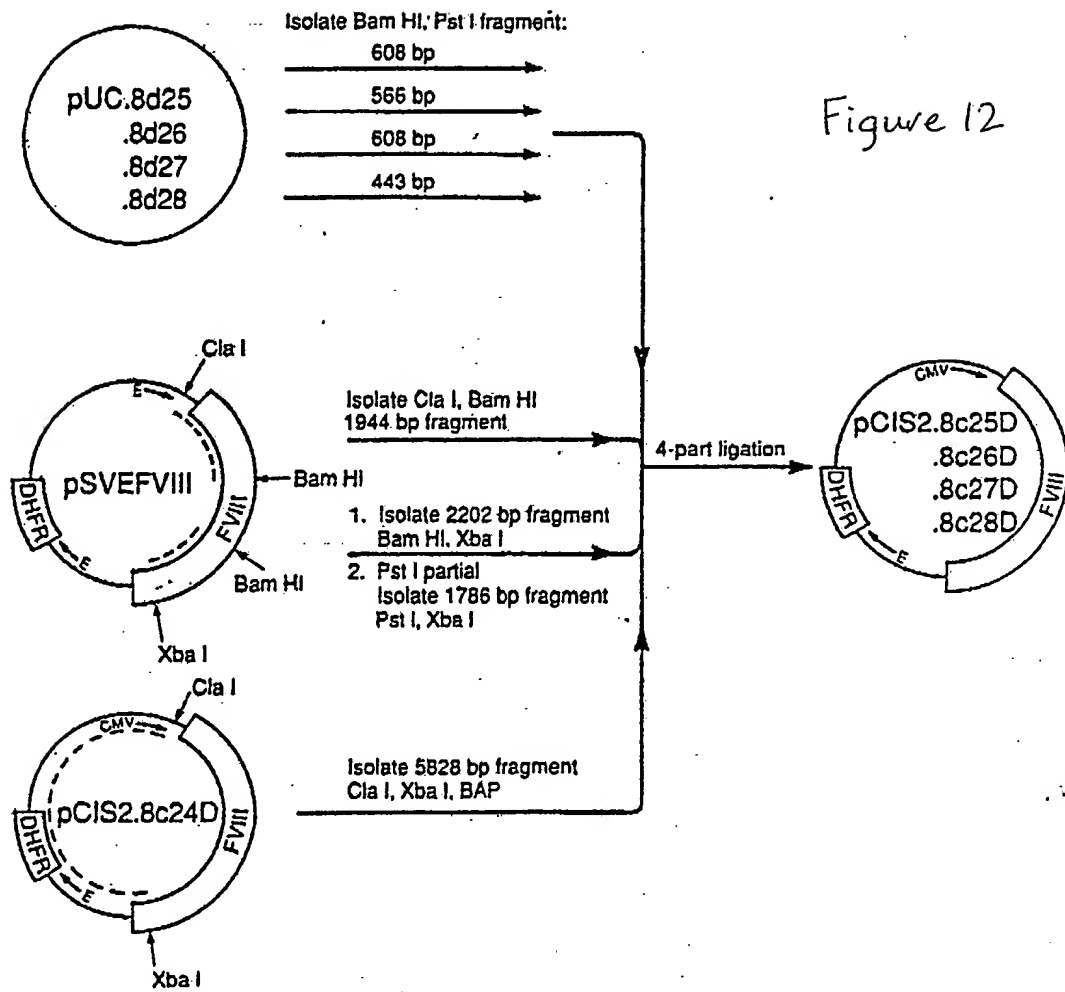 Isolate Bam HI, Pst I fragment:
608 bp
566 bp
608 bp
443 bp
pUC.8d25
.8d26
.8d27
.8d28
Figure 12
Cla I
E
pSVEFVIII
FVIII
DHFR
E
Bam HI
Bam HI
Xba I
Isolate Cla I, Bam HI
1944 bp fragment
1. Isolate 2202 bp fragment
Bam HI, Xba I
2. Pst I partial
Isolate 1786 bp fragment
Pst I, Xba I
4-part ligation
CMV
pCIS2.8c25D
.8c26D
.8c27D
.8c28D
FVIII
DHFR
E
Cla I
CMV
pCIS2.8c24D
FVIII
DHFR
E
Xba I
Isolate 5828 bp fragment
Cla I, Xba I, BAP